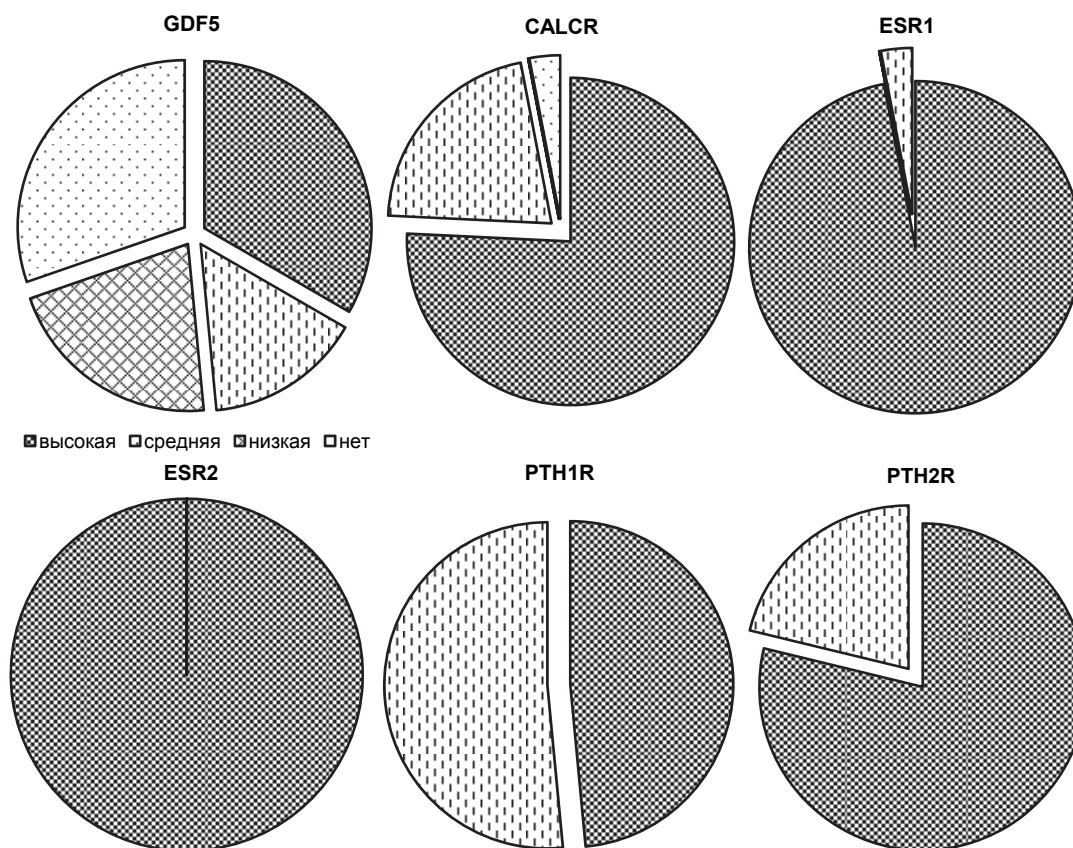 GDF5
CALCR
ESR1
высокая средняя низкая нет
ESR2
PTH1R
PTH2R